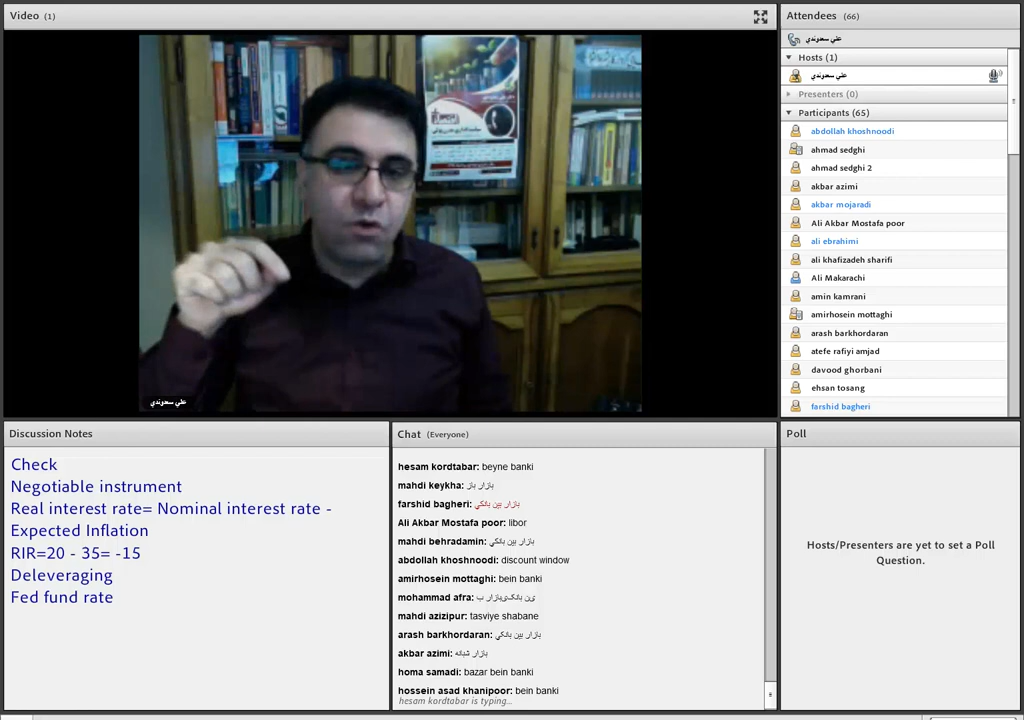 Video (1)
علي سعدوندي
Attendees (66)
علي سعدوندي
Hosts (1)
علي سعدوندي
Presenters (0)
Participants (65)
abdollah khoshnoodi
ahmad sedghi
ahmad sedghi 2
akbar azimi
akbar mojaradi
Ali Akbar Mostafa poor
ali ebrahimi
ali khafizadeh sharifi
Ali Makarachi
amin kamrani
amirhosein mottaghi
arash barkhordaran
atefe rafiyi amjad
davood ghorbani
ehsan tosang
farshid bagheri
Discussion Notes
Check
Negotiable instrument
Real interest rate= Nominal interest rate -
Expected Inflation
RIR=20 - 35= -15
Deleveraging
Fed fund rate
Chat (Everyone)
hesam kordtabar: beyne banki
mahdi keykha: بازار باز
farshid bagheri: بازار بين بانكي
Ali Akbar Mostafa poor: libor
mahdi behradamin: بازار بين بانكي
abdollah khoshnoodi: discount window
amirhosein mottaghi: bein banki
mohammad afra:
mahdi azizipur: tasviye shabane
arash barkhordaran: بازار بين بانكي
akbar azimi: بازار شبانه
homa samadi: bazar bein banki
hossein asad khanipoor: bein banki
hesam kordtabar is typing...
Poll
Hosts/Presenters are yet to set a Poll
Question.